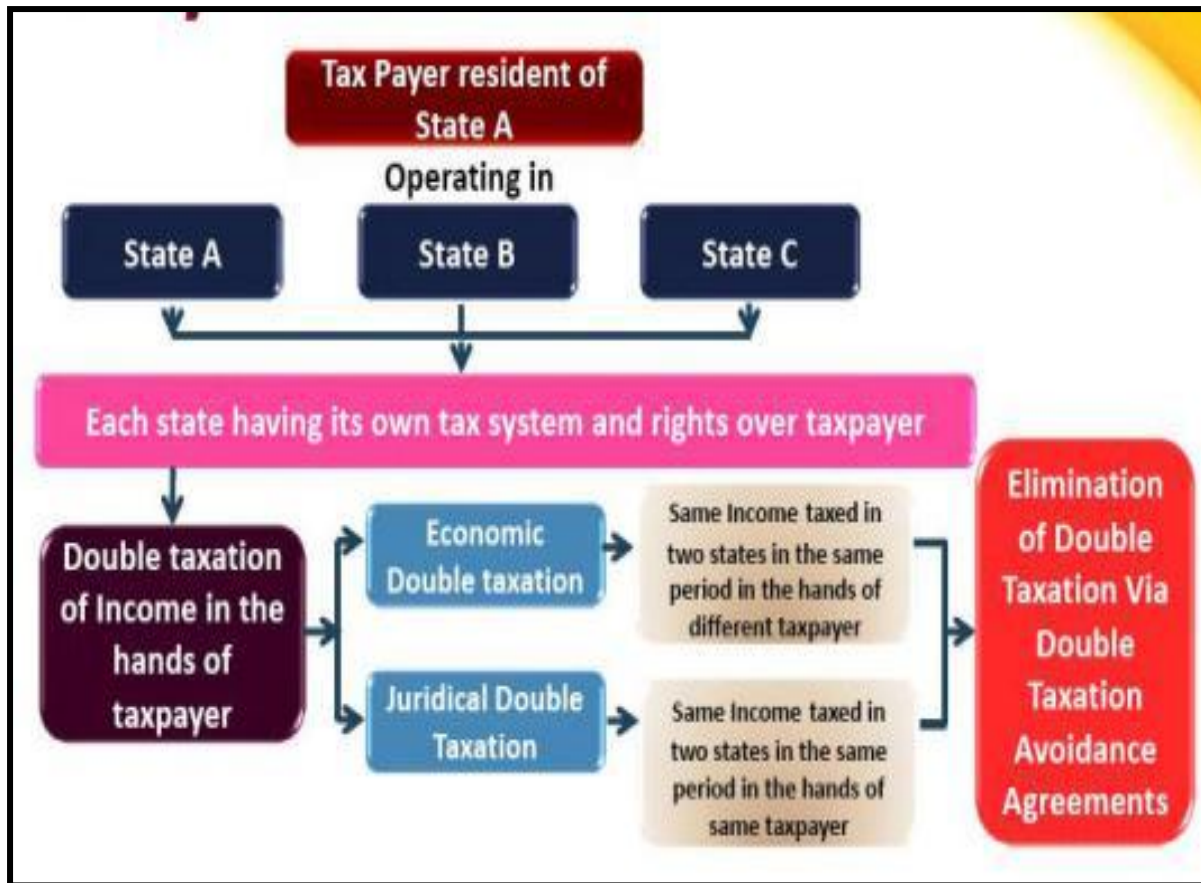 Tax Payer resident of
State A
Operating in
State A
State B
State C
Each state having its own tax system and rights over taxpayer
Double taxation
of Income in the
hands of
taxpayer
Economic
Double taxation
Same Income taxed in
two states in the same
period in the hands of
different taxpayer
Juridical Double
Taxation
Same Income taxed in
two states in the same
period in the hands of
same taxpayer
Elimination
of Double
Taxation Via
Double
Taxation
Avoidance
Agreements